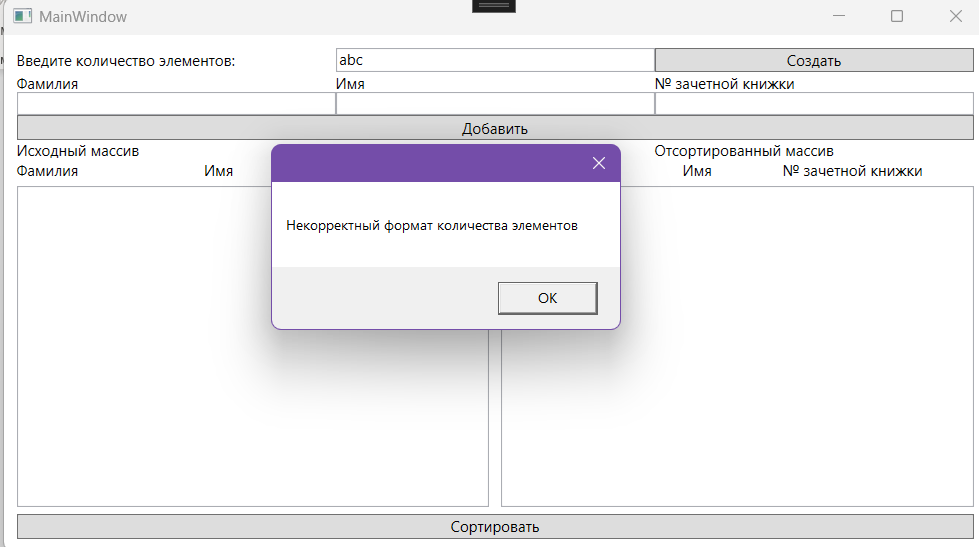 MainWindow
Введите количество элементов: abc Создать
Фамилия Имя № зачетной книжки
Добавить
Исходный массив Отсортированный массив
Фамилия Имя Имя № зачетной книжки
Некорректный формат количества элементов
OK
Сортировать